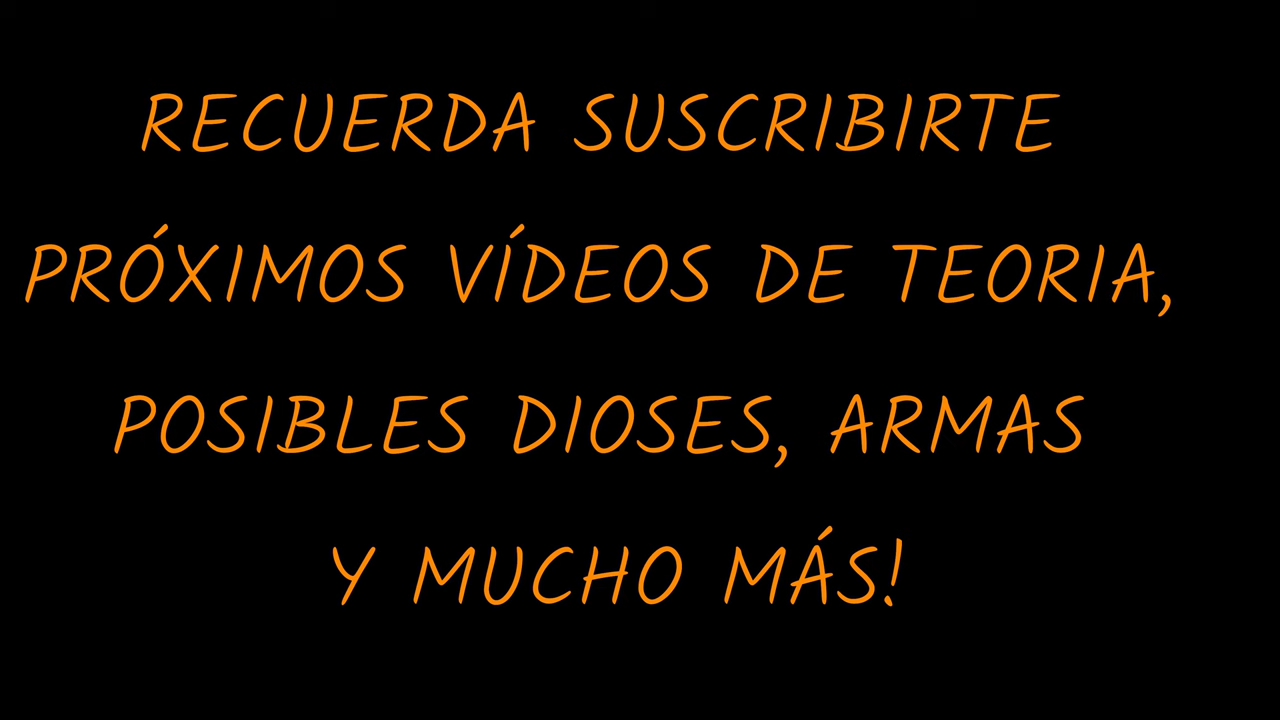 RECUERDA SUSCRIBIRTE
PRÓXIMOS VÍDEOS DE TEORIA,
POSIBLES DIOSES, ARMAS
Y MUCHO MÁS!